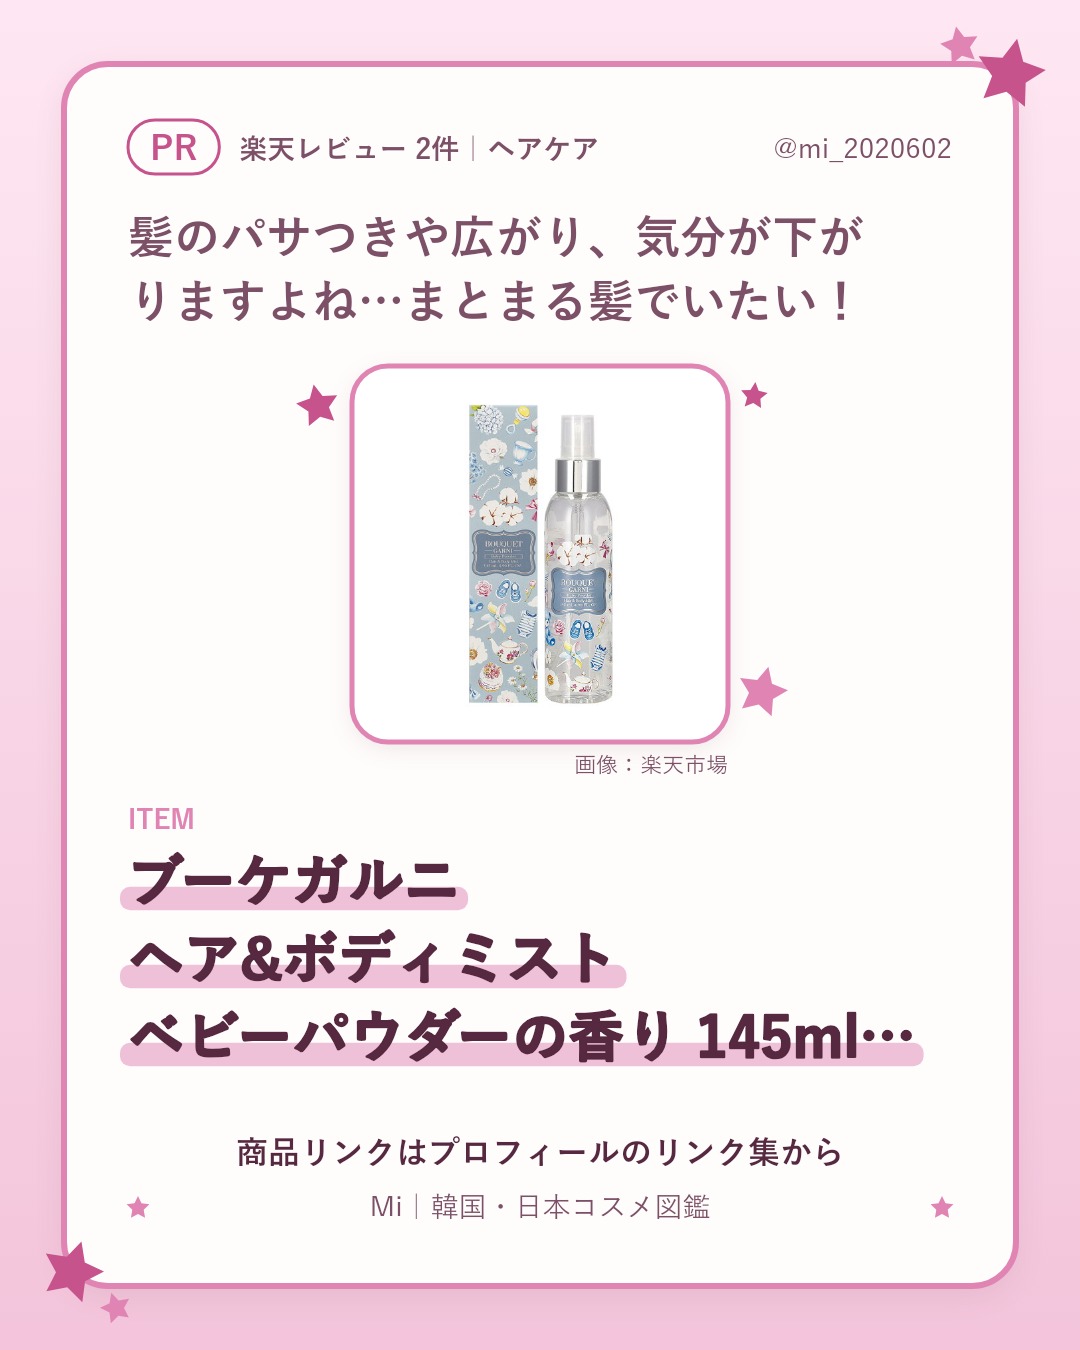 PR 楽天レビュー 2件｜ヘアケア
@mi_2020602
髪のパサつきや広がり、気分が下が
りますよね…まとまる髪でいたい！
BOUQUET
GARNI
BOUQUET
GARNI
画像：楽天市場
ITEM
ブーケガルニ
ヘア&ボディミスト
ベビーパウダーの香り 145ml…
商品リンクはプロフィールのリンク集から
Mi｜韓国・日本コスメ図鑑